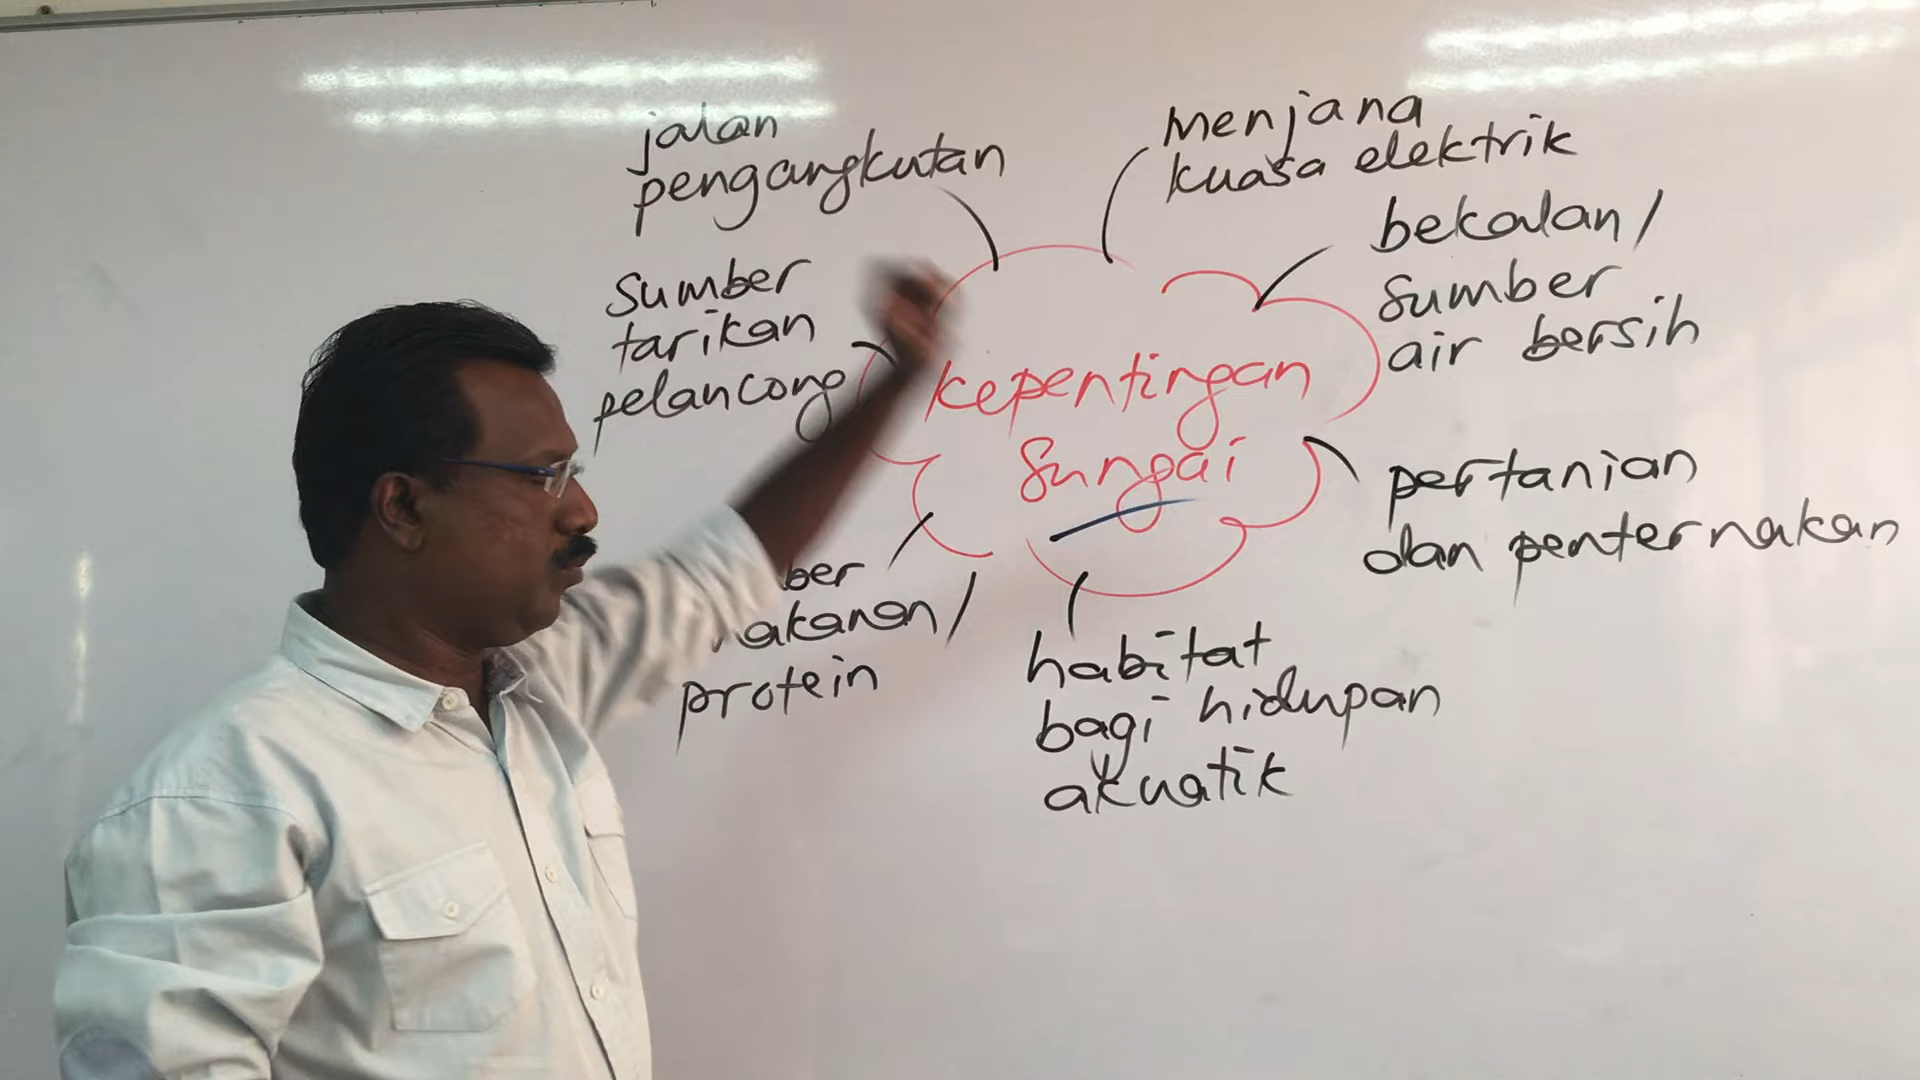 jalan
pengangkutan
menjana
kuasa elektrik
bekalan/
sumber
air bersih
sumber
tarikan
pelancong
kepentingan
sungai
pertanian
dan penternakan
protein
habitat
bagi hidupan
akuatik